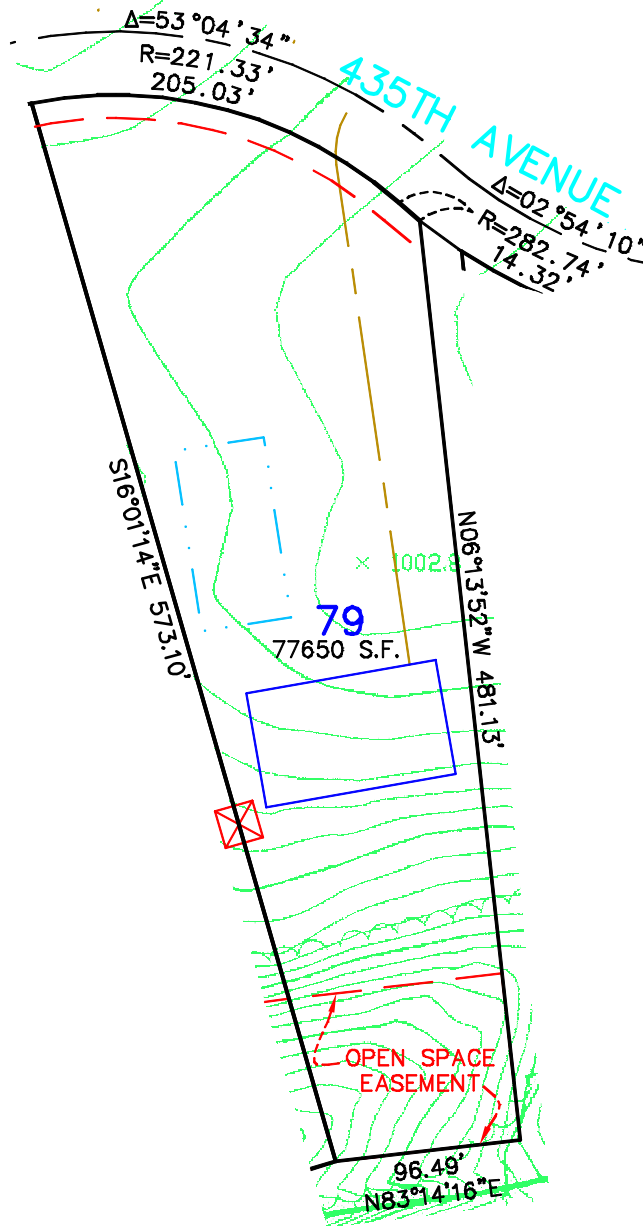 Δ=53°04'34"
R=221.33'
205.03'
435TH AVENUE
Δ=02°54'10"
R=282.74'
14.32'
S16°01'14"E 573.10'
N06°13'52"W 481.13'
1002.8
79
77650 S.F.
OPEN SPACE
EASEMENT
96.49'
N83°14'16"E